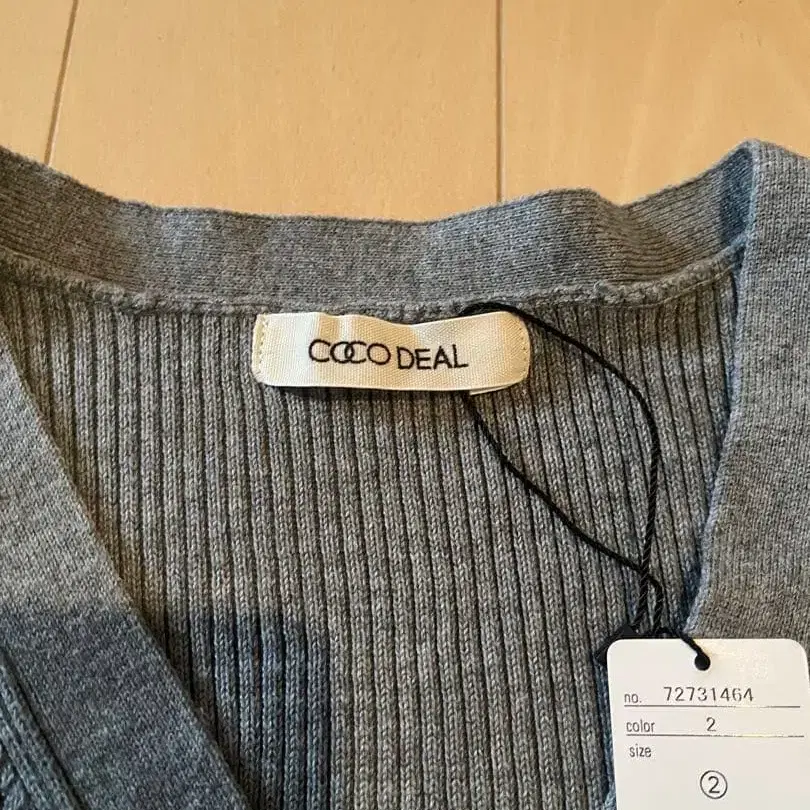 COCO DEAL
no. 72731464
color 2
size
②